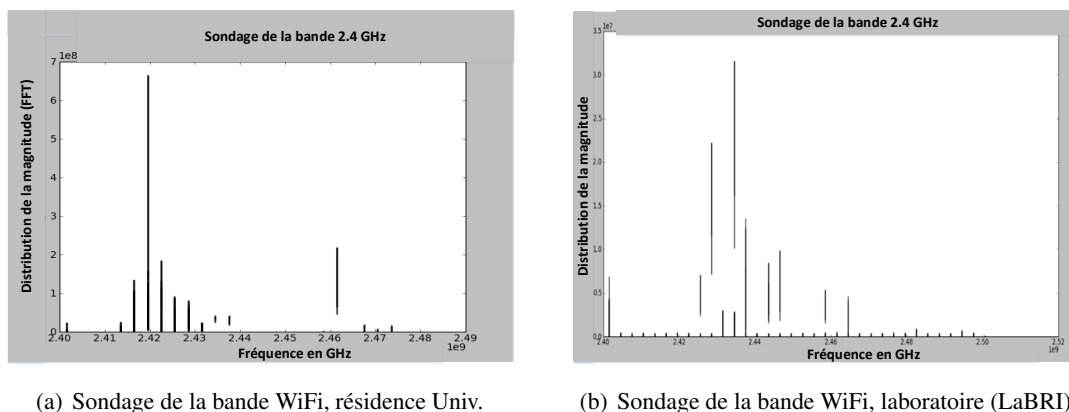 Sondage de la bande 2.4 GHz
1e8
Distribution de la magnitude (FFT)
7
6
5
4
3
2
1
0
2.40 2.41 2.42 2.43 2.44 2.45 2.46 2.47 2.48 2.49
1e9
Fréquence en GHz
(a) Sondage de la bande WiFi, résidence Univ.
Sondage de la bande 2.4 GHz
1e7
Distribution de la magnitude
3.5
3.0
2.5
2.0
1.5
1.0
0.5
0.0
2.40 2.42 2.44 2.46 2.48 2.50 2.52
1e9
Fréquence en GHz
(b) Sondage de la bande WiFi, laboratoire (LaBRI)